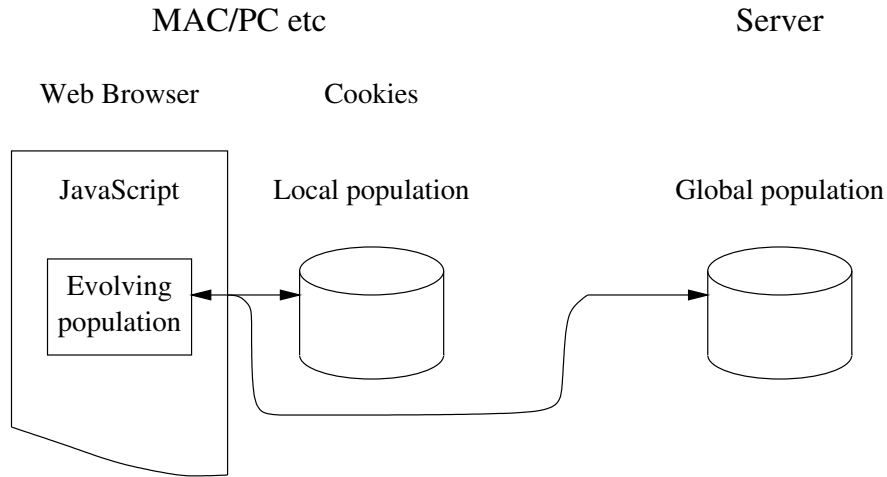 MAC/PC etc
Server
Web Browser
Cookies
JavaScript
Local population
Global population
Evolving
population